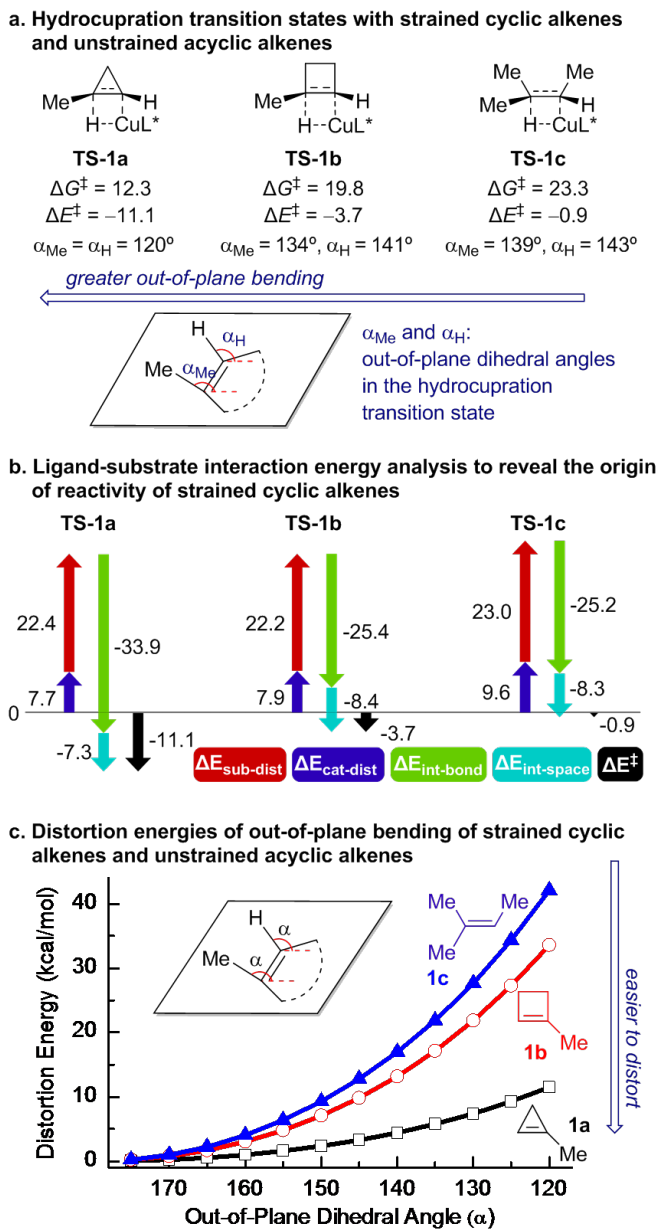 a. Hydrocupration transition states with strained cyclic alkenes
and unstrained acyclic alkenes
Me H
H--CuL*
Me H
H--CuL*
Me Me
Me H
H--CuL*
TS-1a TS-1b TS-1c
ΔG‡ = 12.3 ΔG‡ = 19.8 ΔG‡ = 23.3
ΔE‡ = –11.1 ΔE‡ = –3.7 ΔE‡ = –0.9
αMe = αH = 120º αMe = 134º, αH = 141º αMe = 139º, αH = 143º
greater out-of-plane bending
H αH
Me αMe
αMe and αH:
out-of-plane dihedral angles
in the hydrocupration
transition state
b. Ligand-substrate interaction energy analysis to reveal the origin
of reactivity of strained cyclic alkenes
TS-1a TS-1b TS-1c
22.4 -33.9 22.2 -25.4 23.0 -25.2
7.7 7.9 -8.4 9.6 -8.3
0
-7.3 -11.1 -3.7 -0.9
ΔEsub-dist ΔEcat-dist ΔEint-bond ΔEint-space ΔE‡
c. Distortion energies of out-of-plane bending of strained cyclic
alkenes and unstrained acyclic alkenes
Distortion Energy (kcal/mol)
40
30
20
10
0
H α
Me α
Me Me
Me
1c
1b
Me
1a
Me
easier to distort
170 160 150 140 130 120
Out-of-Plane Dihedral Angle (α)